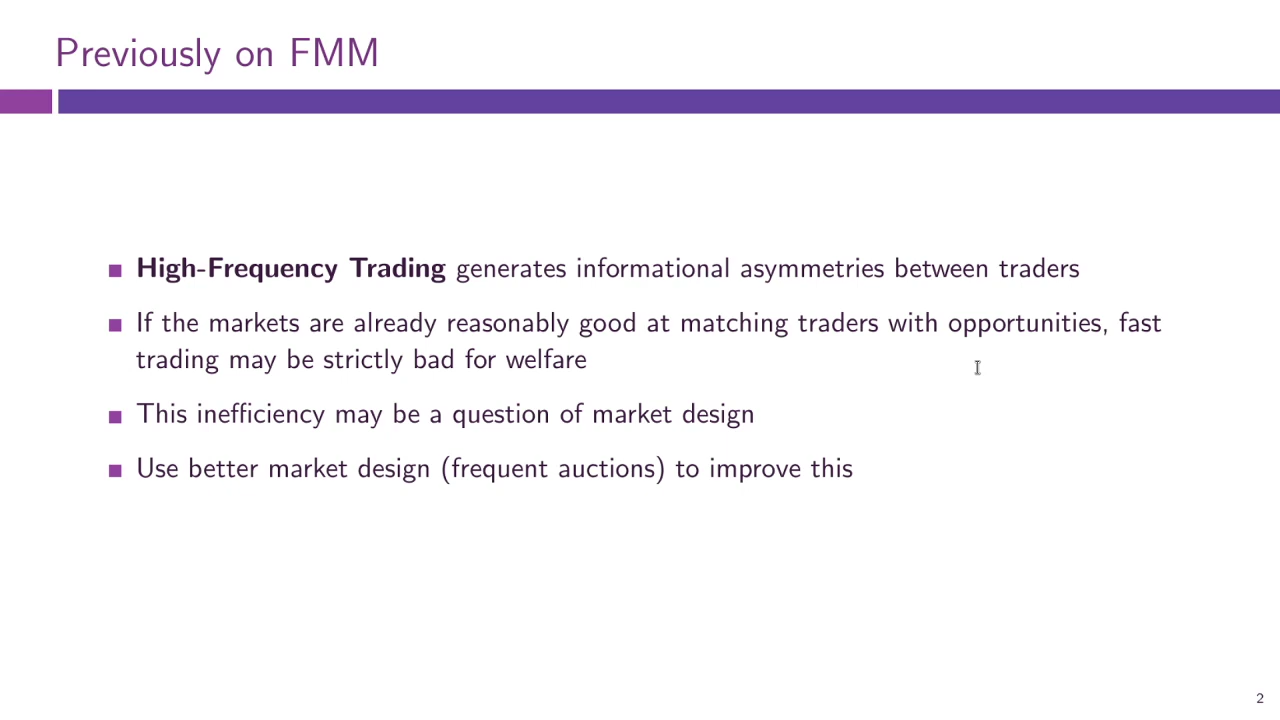 Previously on FMM
High-Frequency Trading generates informational asymmetries between traders
If the markets are already reasonably good at matching traders with opportunities, fast
trading may be strictly bad for welfare
This inefficiency may be a question of market design
Use better market design (frequent auctions) to improve this
2